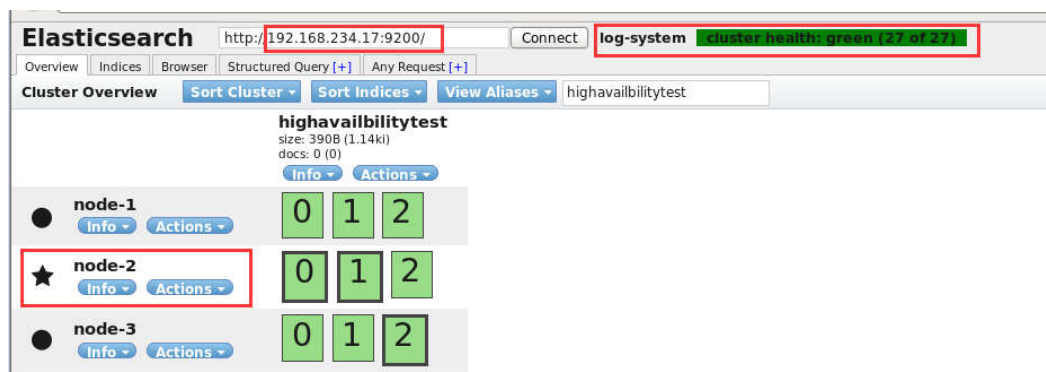 Elasticsearch http://192.168.234.17:9200/ Connect log-system cluster health: green (27 of 27)
Overview Indices Browser Structured Query [+] Any Request [+]
Cluster Overview Sort Cluster Sort Indices View Aliases highavailbilitytest
highavailbilitytest
size: 390B (1.14ki)
docs: 0 (0)
Info Actions
node-1 0 1 2
Info Actions
node-2 0 1 2
Info Actions
node-3 0 1 2
Info Actions